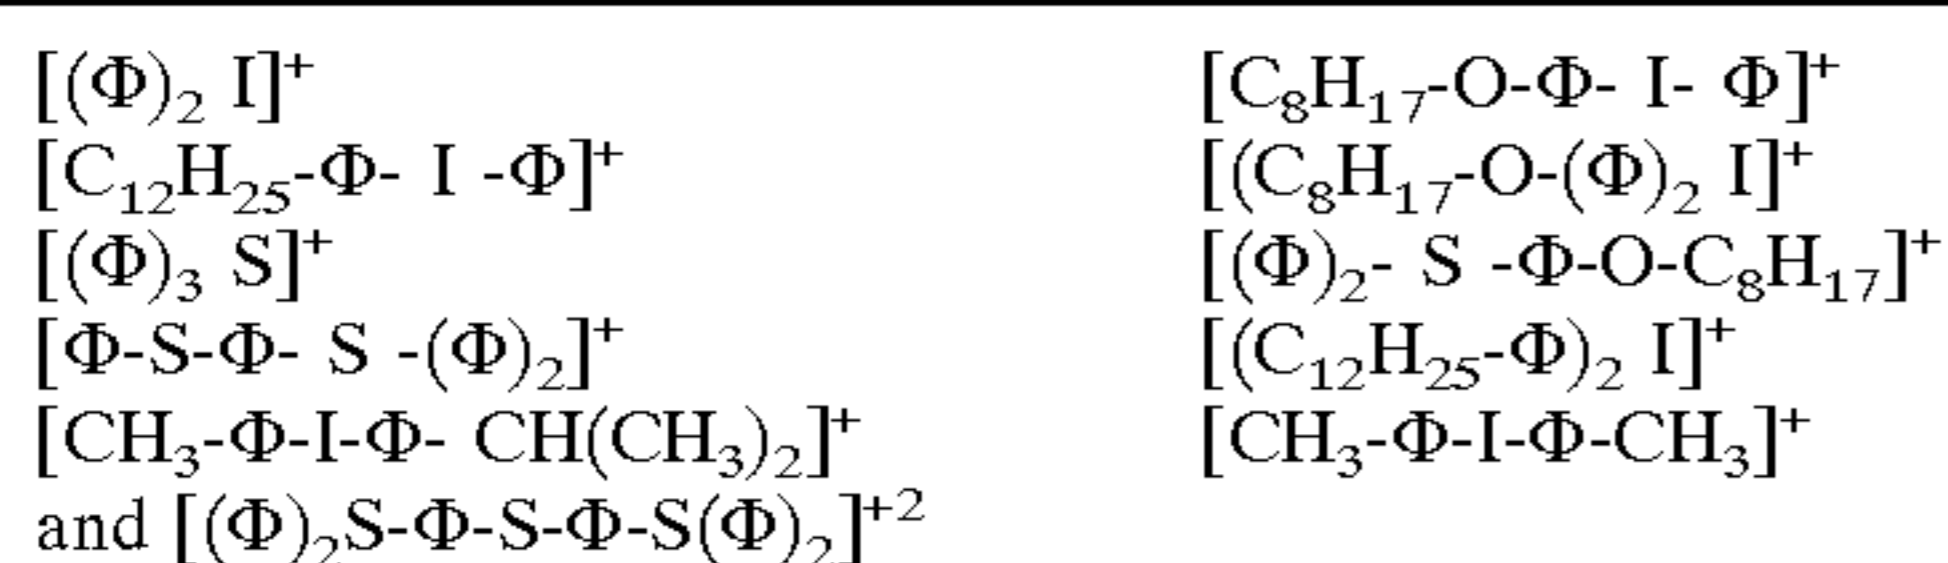 [(Φ)₂ I]⁺ [C₈H₁₇-O-Φ- I- Φ]⁺
[C₁₂H₂₅-Φ- I -Φ]⁺ [(C₈H₁₇-O-(Φ)₂ I]⁺
[(Φ)₃ S]⁺ [(Φ)₂- S -Φ-O-C₈H₁₇]⁺
[Φ-S-Φ- S -(Φ)₂]⁺ [(C₁₂H₂₅-Φ)₂ I]⁺
[CH₃-Φ-I-Φ- CH(CH₃)₂]⁺ [CH₃-Φ-I-Φ-CH₃]⁺
and [(Φ)₂S-Φ-S-Φ-S(Φ)₂]⁺²